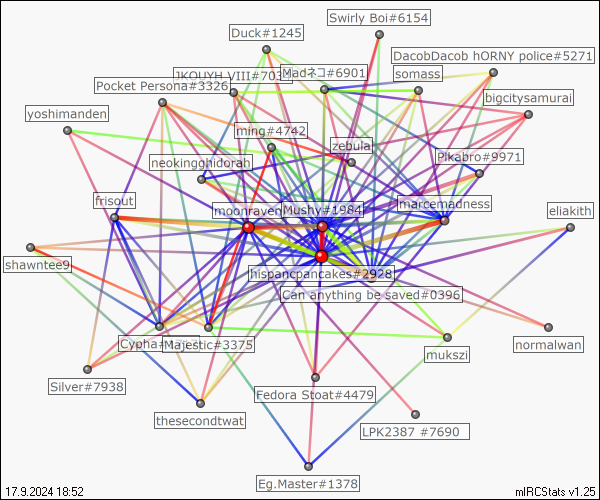 Swirly Boi#6154
Duck#1245
DacobDacob hORNY police#5271
JKOUYH VIII#703
Madネコ#6901
somass
Pocket Persona#3326
bigcitysamurai
yoshimanden
ming#4742
zebula
neokingghidorah
Pikabro#9971
frisout
moonraven
Mushy#1984
marcemadness
eliakith
shawntee9
hispancpancakes#2928
Can anything be saved#0396
Cypha
Majestic#3375
normalwan
mukszi
Silver#7938
Fedora Stoat#4479
thesecondtwat
LPK2387 #7690
Eg.Master#1378
17.9.2024 18:52
mIRCStats v1.25